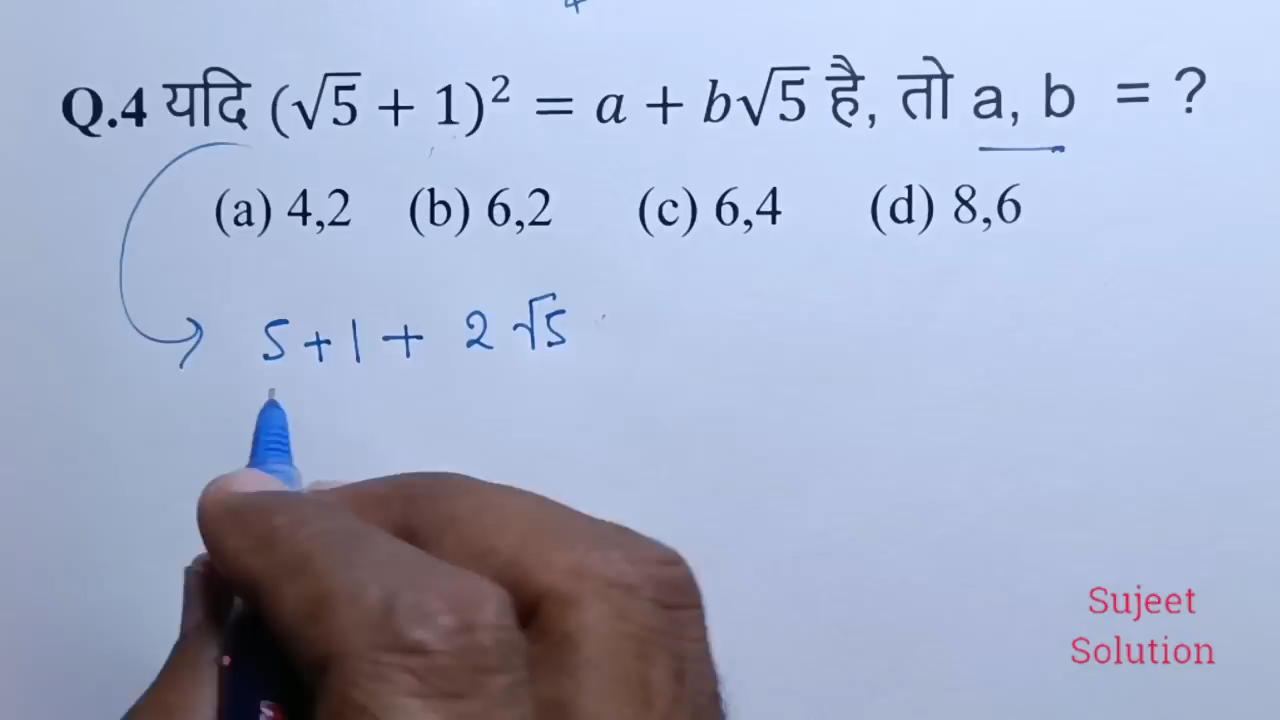 Q.4 यदि (√5 + 1)² = a + b√5 है, तो a, b = ?
(a) 4,2 (b) 6,2 (c) 6,4 (d) 8,6
5+1+ 2√5
Sujeet
Solution